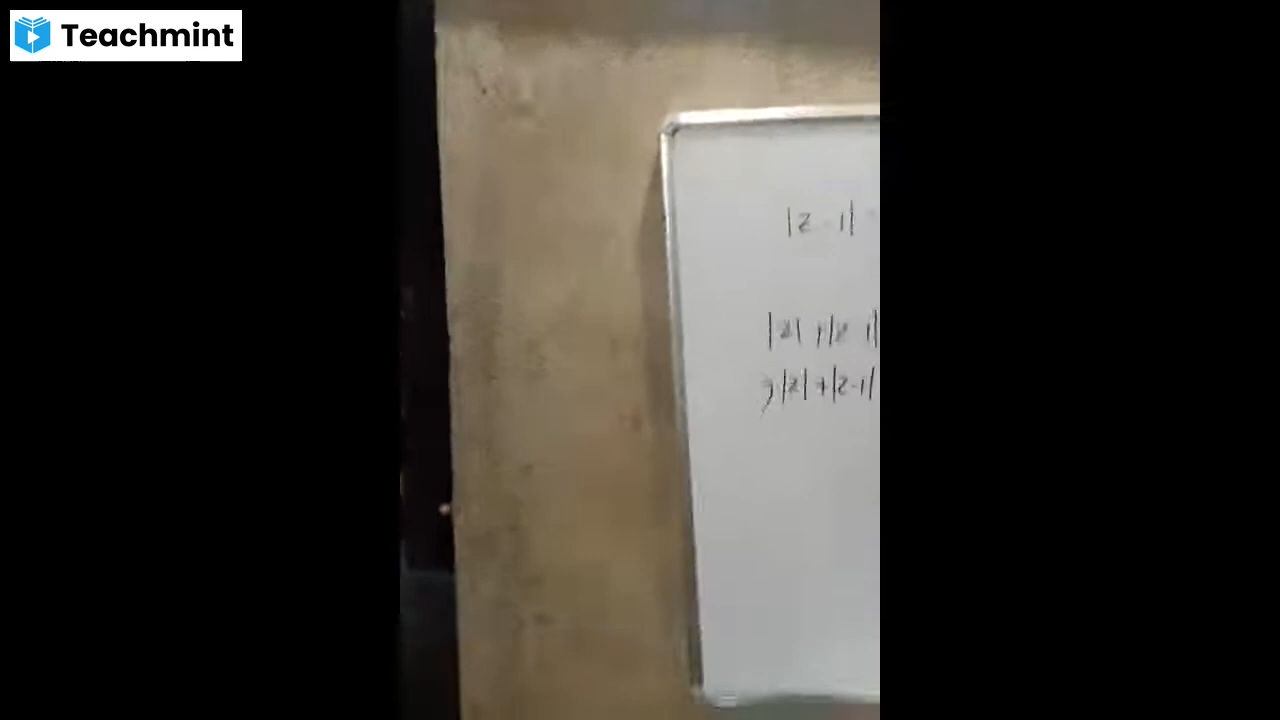 Teachmint
|z - 1|
|z| + |z - 1|
|z| + |z-1|